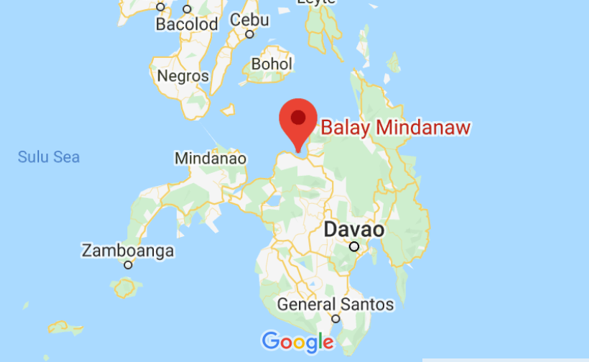 Leyte
Cebu
Bacolod
Bohol
Negros
Balay Mindanaw
Sulu Sea
Mindanao
Davao
Zamboanga
General Santos
Google